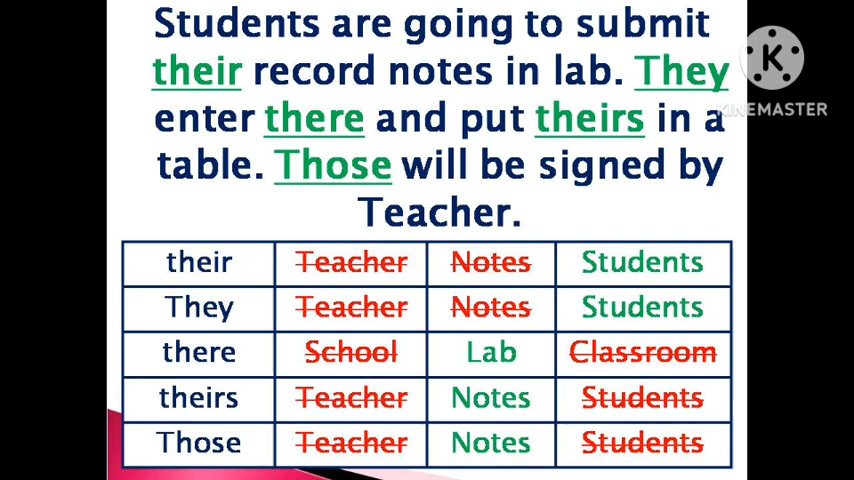 Students are going to submit
their record notes in lab. They
enter there and put theirs in a
table. Those will be signed by
Teacher.
K
KINEMASTER
their Teacher Notes Students
They Teacher Notes Students
there School Lab Classroom
theirs Teacher Notes Students
Those Teacher Notes Students